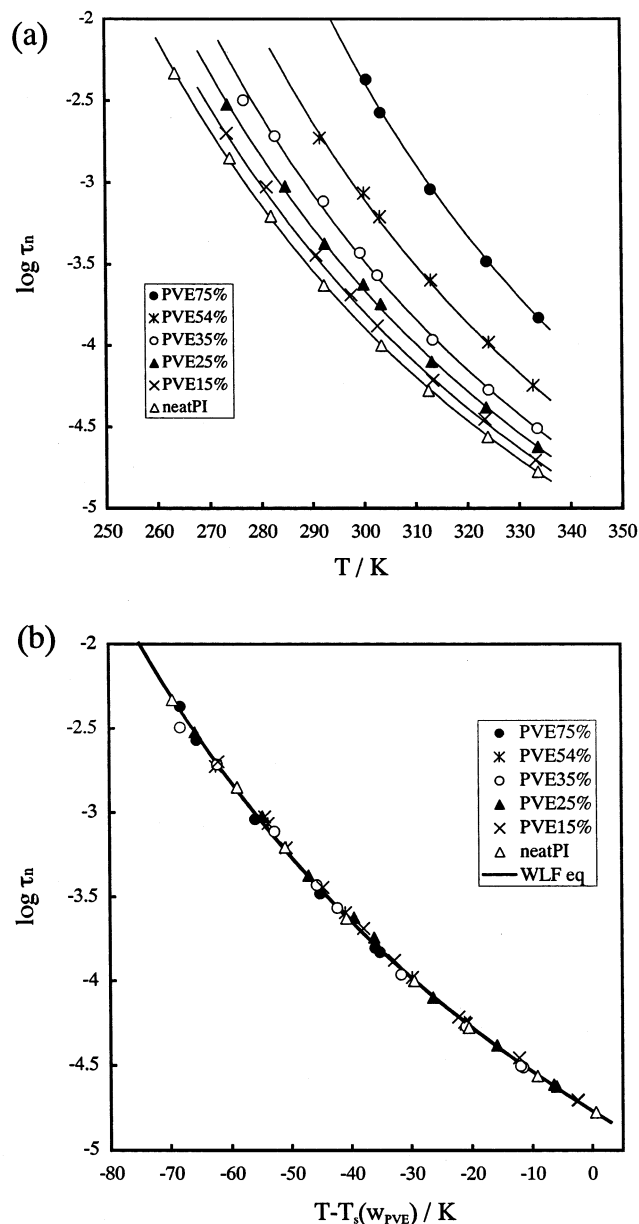 (a)
-2
-2.5
-3
-3.5
-4
-4.5
-5
log τn
PVE75%
PVE54%
PVE35%
PVE25%
PVE15%
neatPI
250 260 270 280 290 300 310 320 330 340 350
T / K
(b)
-2
-2.5
-3
-3.5
-4
-4.5
-5
log τn
PVE75%
PVE54%
PVE35%
PVE25%
PVE15%
neatPI
WLF eq
-80 -70 -60 -50 -40 -30 -20 -10 0
T-Ts(wPVE) / K